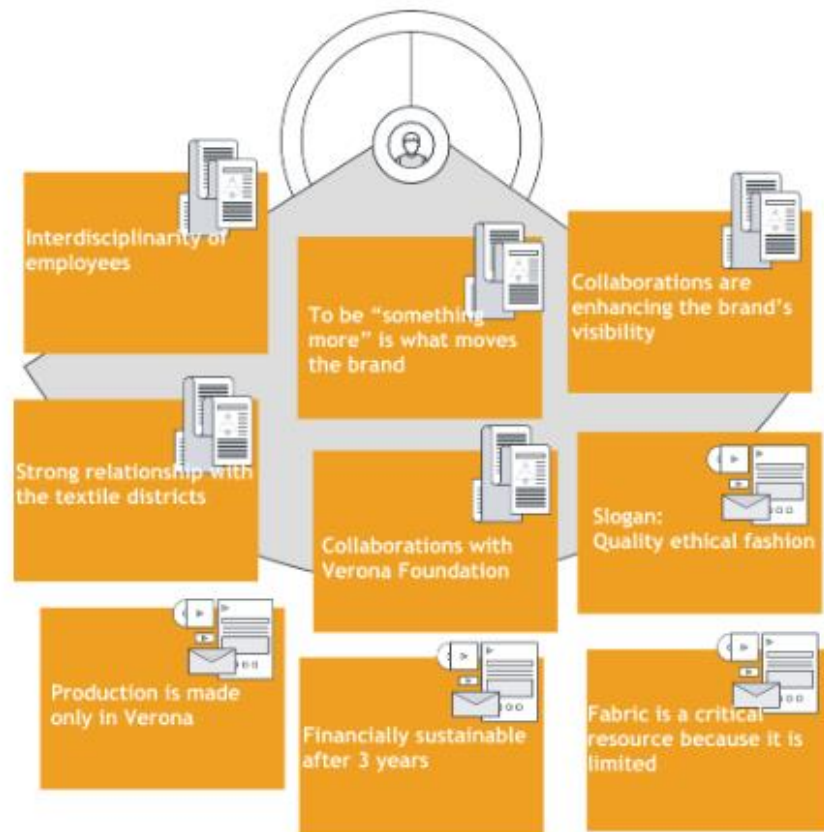 Interdisciplinarity of
employees
To be “something
more” is what moves
the brand
Collaborations are
enhancing the brand’s
visibility
Strong relationship with
the textile districts
Collaborations with
Verona Foundation
Slogan:
Quality ethical fashion
Production is made
only in Verona
Financially sustainable
after 3 years
Fabric is a critical
resource because it is
limited